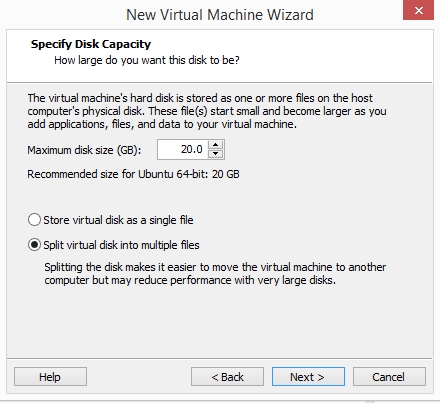 New Virtual Machine Wizard
Specify Disk Capacity
How large do you want this disk to be?
The virtual machine's hard disk is stored as one or more files on the host
computer's physical disk. These file(s) start small and become larger as you
add applications, files, and data to your virtual machine.
Maximum disk size (GB): 20.0
Recommended size for Ubuntu 64-bit: 20 GB
Store virtual disk as a single file
Split virtual disk into multiple files
Splitting the disk makes it easier to move the virtual machine to another
computer but may reduce performance with very large disks.
Help < Back Next > Cancel